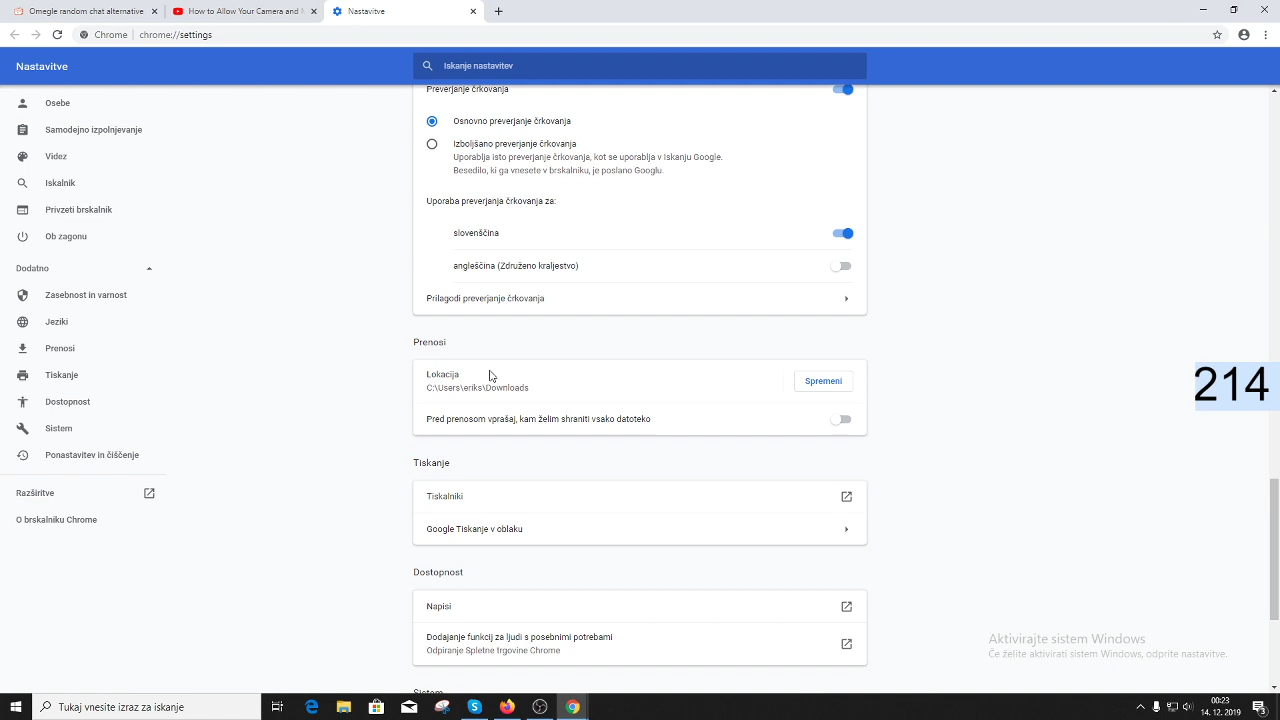 Omegle random chat alternative
How to Allow Your Camera and M
Nastavitve
Chrome | chrome://settings
Nastavitve
Iskanje nastavitev
Osebe
Samodejno izpolnjevanje
Videz
Iskalnik
Privzeti brskalnik
Ob zagonu
Dodatno
Zasebnost in varnost
Jeziki
Prenosi
Tiskanje
Dostopnost
Sistem
Ponastavitev in čiščenje
Razširitve
O brskalniku Chrome
Preverjanje črkovanja
Osnovno preverjanje črkovanja
Izboljšano preverjanje črkovanja
Uporablja isto preverjanje črkovanja, kot se uporablja v Iskanju Google.
Besedilo, ki ga vnesete v brskalniku, je poslano Googlu.
Uporaba preverjanja črkovanja za:
slovenščina
angleščina (Združeno kraljestvo)
Prilagodi preverjanje črkovanja
Prenosi
Lokacija
C:\Users\eriks\Downloads
Spremeni
Pred prenosom vprašaj, kam želim shraniti vsako datoteko
Tiskanje
Tiskalniki
Google Tiskanje v oblaku
Dostopnost
Napisi
Dodajanje funkcij za ljudi s posebnimi potrebami
Odpiranje Spletne trgovine Chrome
Sistem
214
Aktivirajte sistem Windows
Če želite aktivirati sistem Windows, odprite nastavitve.
Tukaj vnesite izraz za iskanje
00:23
14. 12. 2019